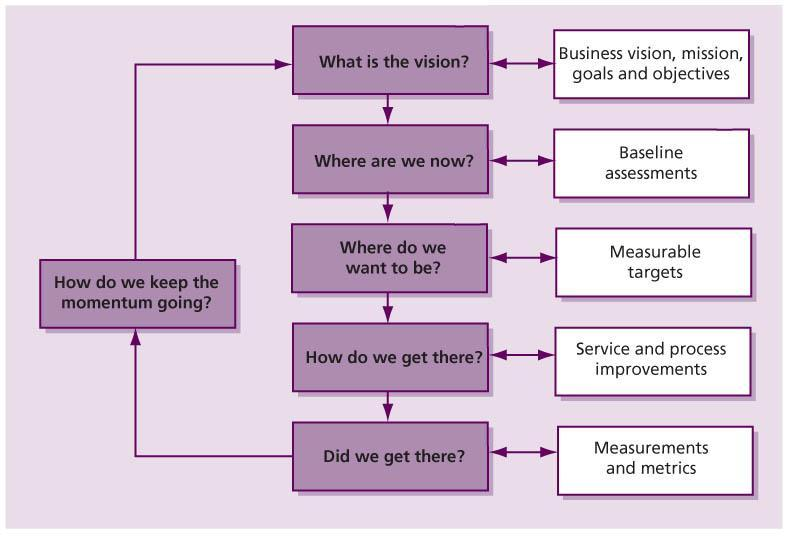 What is the vision?
Business vision, mission,
goals and objectives
Where are we now?
Baseline
assessments
Where do we
want to be?
Measurable
targets
How do we keep the
momentum going?
How do we get there?
Service and process
improvements
Did we get there?
Measurements
and metrics